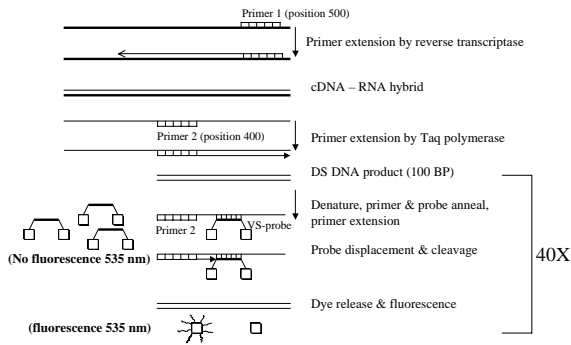 Primer 1 (position 500)
Primer extension by reverse transcriptase
cDNA – RNA hybrid
Primer 2 (position 400)
Primer extension by Taq polymerase
DS DNA product (100 BP)
Denature, primer & probe anneal,
primer extension
Primer 2
VS-probe
(No fluorescence 535 nm)
Probe displacement & cleavage
40X
Dye release & fluorescence
(fluorescence 535 nm)